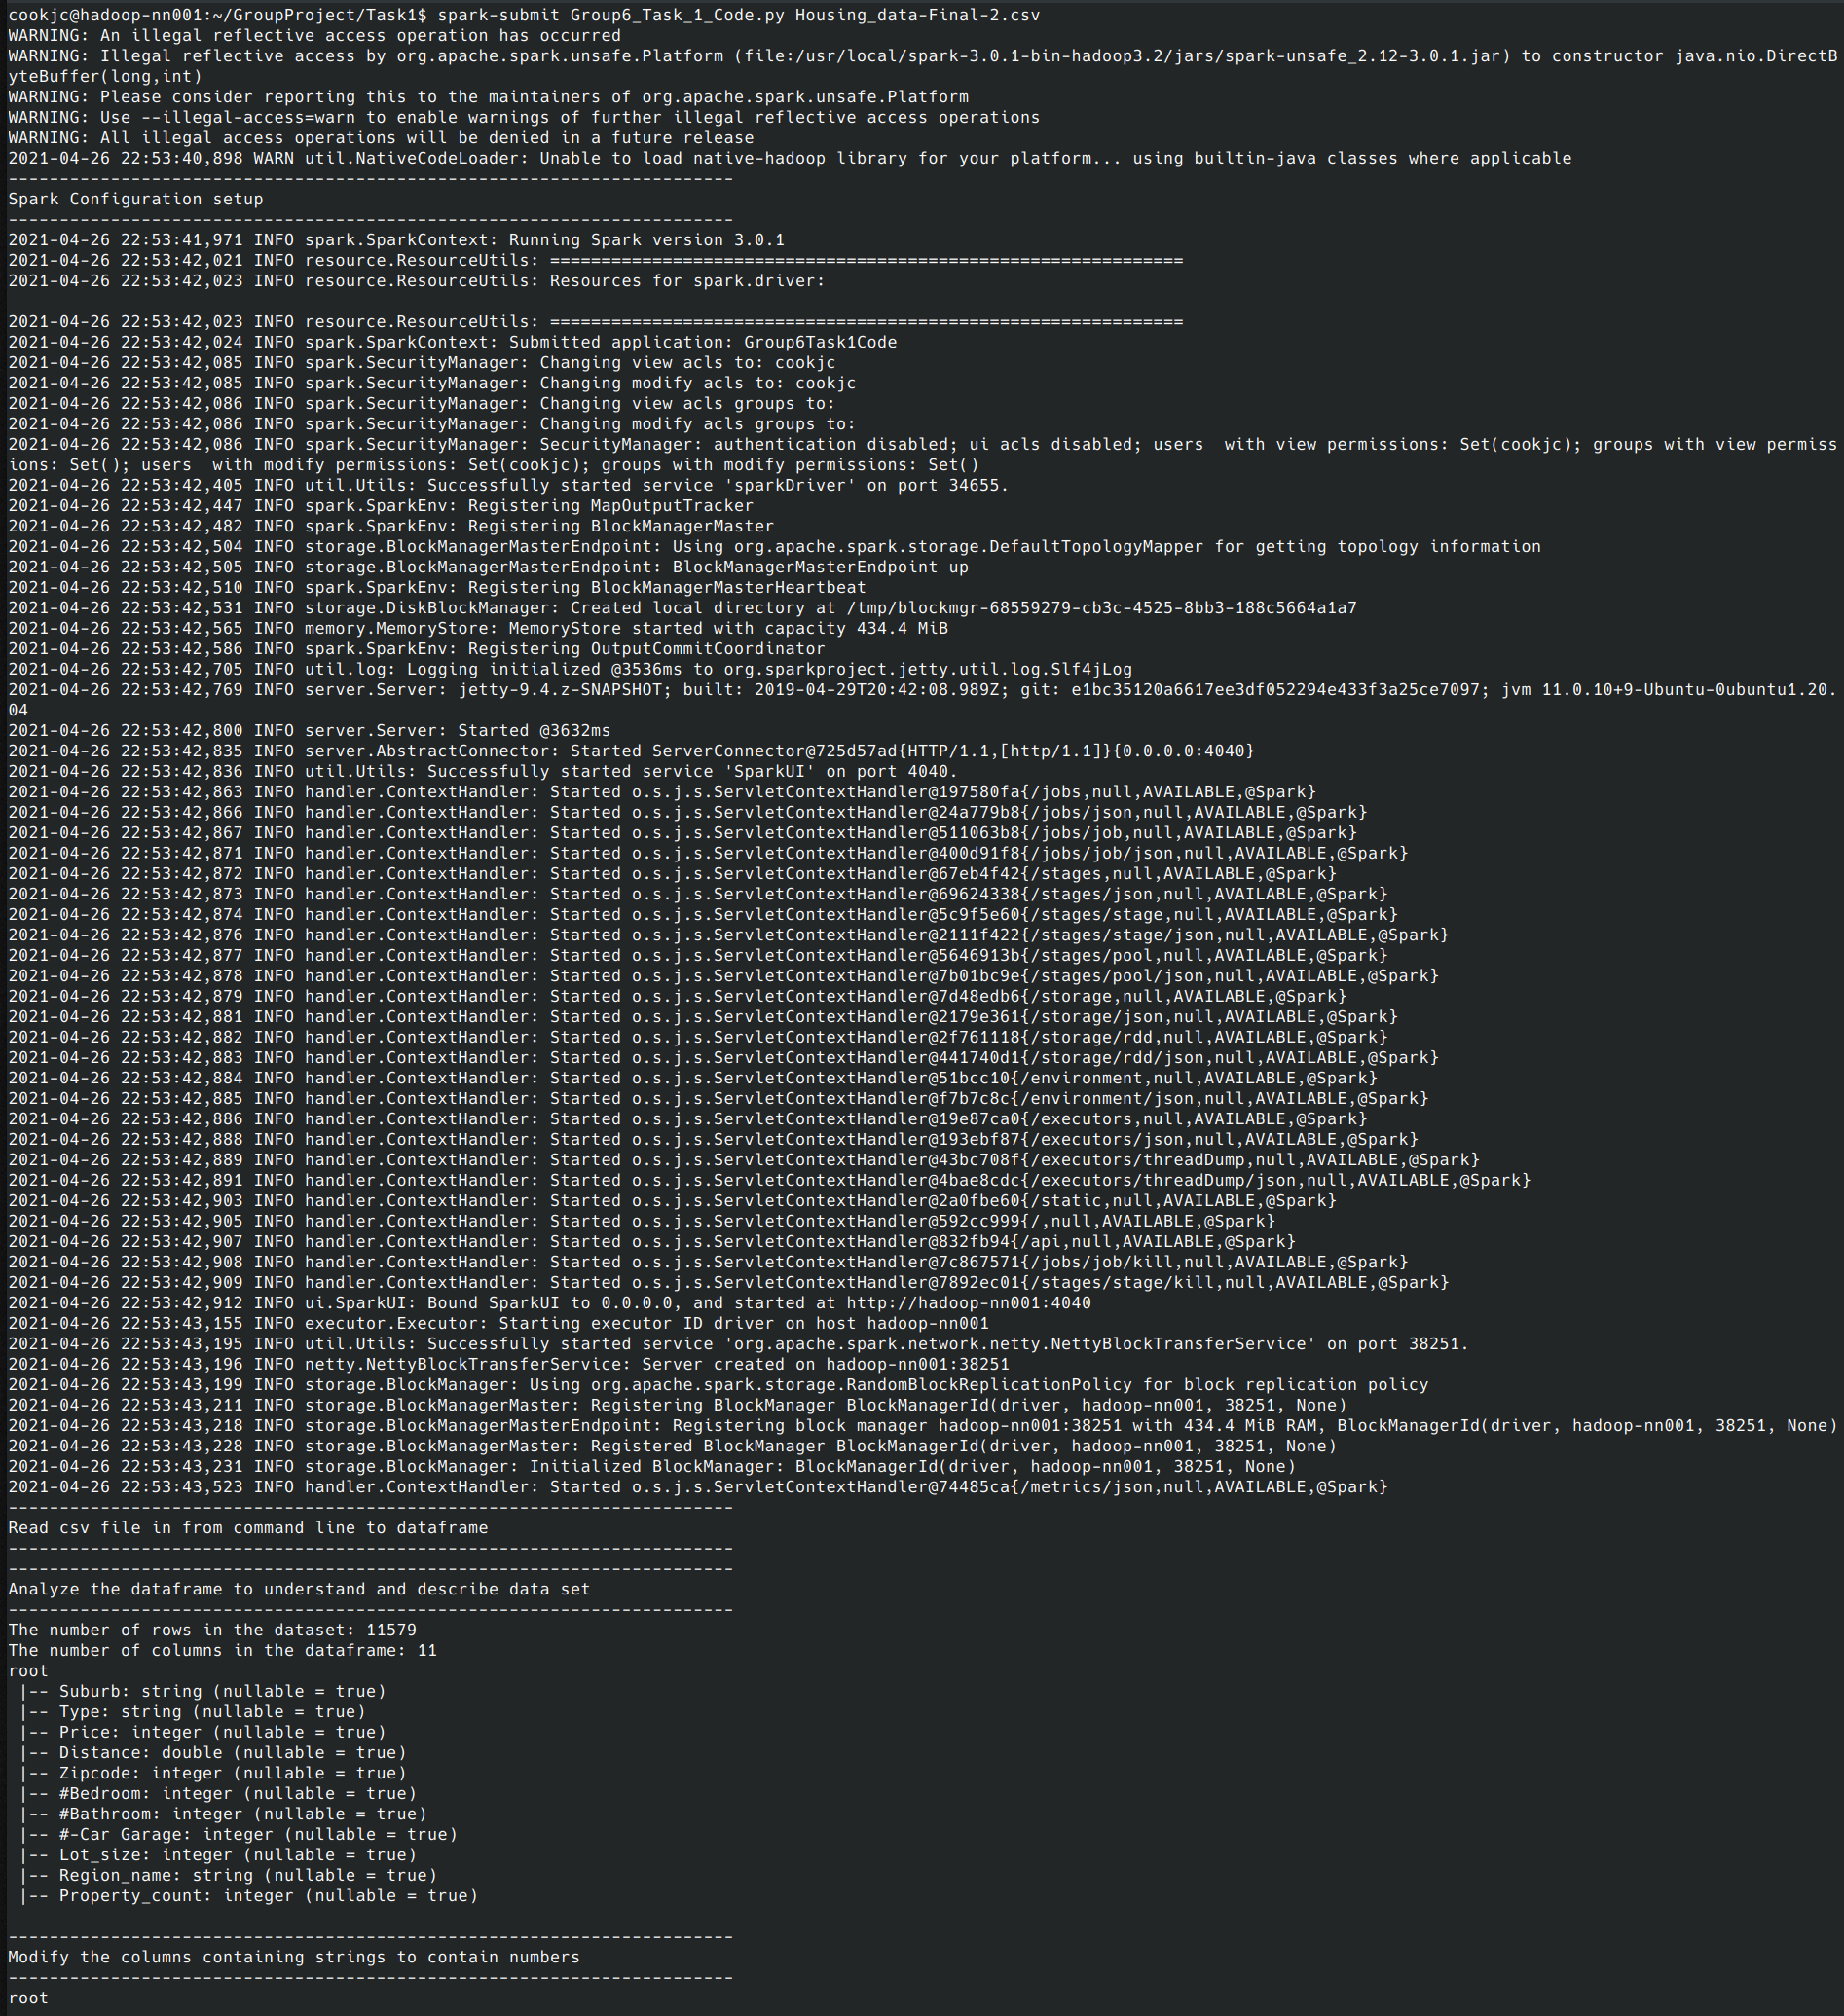 cookjc@hadoop-nn001:~/GroupProject/Task1$ spark-submit Group6_Task_1_Code.py Housing_data-Final-2.csv
WARNING: An illegal reflective access operation has occurred
WARNING: Illegal reflective access by org.apache.spark.unsafe.Platform (file:/usr/local/spark-3.0.1-bin-hadoop3.2/jars/spark-unsafe_2.12-3.0.1.jar) to constructor java.nio.DirectB
yteBuffer(long,int)
WARNING: Please consider reporting this to the maintainers of org.apache.spark.unsafe.Platform
WARNING: Use --illegal-access=warn to enable warnings of further illegal reflective access operations
WARNING: All illegal access operations will be denied in a future release
2021-04-26 22:53:40,898 WARN util.NativeCodeLoader: Unable to load native-hadoop library for your platform... using builtin-java classes where applicable
-----------------------------------------------------------------------
Spark Configuration setup
-----------------------------------------------------------------------
2021-04-26 22:53:41,971 INFO spark.SparkContext: Running Spark version 3.0.1
2021-04-26 22:53:42,021 INFO resource.ResourceUtils: ==============================================================
2021-04-26 22:53:42,023 INFO resource.ResourceUtils: Resources for spark.driver:
2021-04-26 22:53:42,023 INFO resource.ResourceUtils: ==============================================================
2021-04-26 22:53:42,024 INFO spark.SparkContext: Submitted application: Group6Task1Code
2021-04-26 22:53:42,085 INFO spark.SecurityManager: Changing view acls to: cookjc
2021-04-26 22:53:42,085 INFO spark.SecurityManager: Changing modify acls to: cookjc
2021-04-26 22:53:42,086 INFO spark.SecurityManager: Changing view acls groups to:
2021-04-26 22:53:42,086 INFO spark.SecurityManager: Changing modify acls groups to:
2021-04-26 22:53:42,086 INFO spark.SecurityManager: SecurityManager: authentication disabled; ui acls disabled; users  with view permissions: Set(cookjc); groups with view permiss
ions: Set(); users  with modify permissions: Set(cookjc); groups with modify permissions: Set()
2021-04-26 22:53:42,405 INFO util.Utils: Successfully started service 'sparkDriver' on port 34655.
2021-04-26 22:53:42,447 INFO spark.SparkEnv: Registering MapOutputTracker
2021-04-26 22:53:42,482 INFO spark.SparkEnv: Registering BlockManagerMaster
2021-04-26 22:53:42,504 INFO storage.BlockManagerMasterEndpoint: Using org.apache.spark.storage.DefaultTopologyMapper for getting topology information
2021-04-26 22:53:42,505 INFO storage.BlockManagerMasterEndpoint: BlockManagerMasterEndpoint up
2021-04-26 22:53:42,510 INFO spark.SparkEnv: Registering BlockManagerMasterHeartbeat
2021-04-26 22:53:42,531 INFO storage.DiskBlockManager: Created local directory at /tmp/blockmgr-68559279-cb3c-4525-8bb3-188c5664a1a7
2021-04-26 22:53:42,565 INFO memory.MemoryStore: MemoryStore started with capacity 434.4 MiB
2021-04-26 22:53:42,586 INFO spark.SparkEnv: Registering OutputCommitCoordinator
2021-04-26 22:53:42,705 INFO util.log: Logging initialized @3536ms to org.sparkproject.jetty.util.log.Slf4jLog
2021-04-26 22:53:42,769 INFO server.Server: jetty-9.4.z-SNAPSHOT; built: 2019-04-29T20:42:08.989Z; git: e1bc35120a6617ee3df052294e433f3a25ce7097; jvm 11.0.10+9-Ubuntu-0ubuntu1.20.
04
2021-04-26 22:53:42,800 INFO server.Server: Started @3632ms
2021-04-26 22:53:42,835 INFO server.AbstractConnector: Started ServerConnector@725d57ad{HTTP/1.1,[http/1.1]}{0.0.0.0:4040}
2021-04-26 22:53:42,836 INFO util.Utils: Successfully started service 'SparkUI' on port 4040.
2021-04-26 22:53:42,863 INFO handler.ContextHandler: Started o.s.j.s.ServletContextHandler@197580fa{/jobs,null,AVAILABLE,@Spark}
2021-04-26 22:53:42,866 INFO handler.ContextHandler: Started o.s.j.s.ServletContextHandler@24a779b8{/jobs/json,null,AVAILABLE,@Spark}
2021-04-26 22:53:42,867 INFO handler.ContextHandler: Started o.s.j.s.ServletContextHandler@511063b8{/jobs/job,null,AVAILABLE,@Spark}
2021-04-26 22:53:42,871 INFO handler.ContextHandler: Started o.s.j.s.ServletContextHandler@400d91f8{/jobs/job/json,null,AVAILABLE,@Spark}
2021-04-26 22:53:42,872 INFO handler.ContextHandler: Started o.s.j.s.ServletContextHandler@67eb4f42{/stages,null,AVAILABLE,@Spark}
2021-04-26 22:53:42,873 INFO handler.ContextHandler: Started o.s.j.s.ServletContextHandler@69624338{/stages/json,null,AVAILABLE,@Spark}
2021-04-26 22:53:42,874 INFO handler.ContextHandler: Started o.s.j.s.ServletContextHandler@5c9f5e60{/stages/stage,null,AVAILABLE,@Spark}
2021-04-26 22:53:42,876 INFO handler.ContextHandler: Started o.s.j.s.ServletContextHandler@2111f422{/stages/stage/json,null,AVAILABLE,@Spark}
2021-04-26 22:53:42,877 INFO handler.ContextHandler: Started o.s.j.s.ServletContextHandler@5646913b{/stages/pool,null,AVAILABLE,@Spark}
2021-04-26 22:53:42,878 INFO handler.ContextHandler: Started o.s.j.s.ServletContextHandler@7b01bc9e{/stages/pool/json,null,AVAILABLE,@Spark}
2021-04-26 22:53:42,879 INFO handler.ContextHandler: Started o.s.j.s.ServletContextHandler@7d48edb6{/storage,null,AVAILABLE,@Spark}
2021-04-26 22:53:42,881 INFO handler.ContextHandler: Started o.s.j.s.ServletContextHandler@2179e361{/storage/json,null,AVAILABLE,@Spark}
2021-04-26 22:53:42,882 INFO handler.ContextHandler: Started o.s.j.s.ServletContextHandler@2f761118{/storage/rdd,null,AVAILABLE,@Spark}
2021-04-26 22:53:42,883 INFO handler.ContextHandler: Started o.s.j.s.ServletContextHandler@441740d1{/storage/rdd/json,null,AVAILABLE,@Spark}
2021-04-26 22:53:42,884 INFO handler.ContextHandler: Started o.s.j.s.ServletContextHandler@51bcc10{/environment,null,AVAILABLE,@Spark}
2021-04-26 22:53:42,885 INFO handler.ContextHandler: Started o.s.j.s.ServletContextHandler@f7b7c8c{/environment/json,null,AVAILABLE,@Spark}
2021-04-26 22:53:42,886 INFO handler.ContextHandler: Started o.s.j.s.ServletContextHandler@19e87ca0{/executors,null,AVAILABLE,@Spark}
2021-04-26 22:53:42,888 INFO handler.ContextHandler: Started o.s.j.s.ServletContextHandler@193ebf87{/executors/json,null,AVAILABLE,@Spark}
2021-04-26 22:53:42,889 INFO handler.ContextHandler: Started o.s.j.s.ServletContextHandler@43bc708f{/executors/threadDump,null,AVAILABLE,@Spark}
2021-04-26 22:53:42,891 INFO handler.ContextHandler: Started o.s.j.s.ServletContextHandler@4bae8cdc{/executors/threadDump/json,null,AVAILABLE,@Spark}
2021-04-26 22:53:42,903 INFO handler.ContextHandler: Started o.s.j.s.ServletContextHandler@2a0fbe60{/static,null,AVAILABLE,@Spark}
2021-04-26 22:53:42,905 INFO handler.ContextHandler: Started o.s.j.s.ServletContextHandler@592cc999{/,null,AVAILABLE,@Spark}
2021-04-26 22:53:42,907 INFO handler.ContextHandler: Started o.s.j.s.ServletContextHandler@832fb94{/api,null,AVAILABLE,@Spark}
2021-04-26 22:53:42,908 INFO handler.ContextHandler: Started o.s.j.s.ServletContextHandler@7c867571{/jobs/job/kill,null,AVAILABLE,@Spark}
2021-04-26 22:53:42,909 INFO handler.ContextHandler: Started o.s.j.s.ServletContextHandler@7892ec01{/stages/stage/kill,null,AVAILABLE,@Spark}
2021-04-26 22:53:42,912 INFO ui.SparkUI: Bound SparkUI to 0.0.0.0, and started at http://hadoop-nn001:4040
2021-04-26 22:53:43,155 INFO executor.Executor: Starting executor ID driver on host hadoop-nn001
2021-04-26 22:53:43,195 INFO util.Utils: Successfully started service 'org.apache.spark.network.netty.NettyBlockTransferService' on port 38251.
2021-04-26 22:53:43,196 INFO netty.NettyBlockTransferService: Server created on hadoop-nn001:38251
2021-04-26 22:53:43,199 INFO storage.BlockManager: Using org.apache.spark.storage.RandomBlockReplicationPolicy for block replication policy
2021-04-26 22:53:43,211 INFO storage.BlockManagerMaster: Registering BlockManager BlockManagerId(driver, hadoop-nn001, 38251, None)
2021-04-26 22:53:43,218 INFO storage.BlockManagerMasterEndpoint: Registering block manager hadoop-nn001:38251 with 434.4 MiB RAM, BlockManagerId(driver, hadoop-nn001, 38251, None)
2021-04-26 22:53:43,228 INFO storage.BlockManagerMaster: Registered BlockManager BlockManagerId(driver, hadoop-nn001, 38251, None)
2021-04-26 22:53:43,231 INFO storage.BlockManager: Initialized BlockManager: BlockManagerId(driver, hadoop-nn001, 38251, None)
2021-04-26 22:53:43,523 INFO handler.ContextHandler: Started o.s.j.s.ServletContextHandler@74485ca{/metrics/json,null,AVAILABLE,@Spark}
-----------------------------------------------------------------------
Read csv file in from command line to dataframe
-----------------------------------------------------------------------
-----------------------------------------------------------------------
Analyze the dataframe to understand and describe data set
-----------------------------------------------------------------------
The number of rows in the dataset: 11579
The number of columns in the dataframe: 11
root
 |-- Suburb: string (nullable = true)
 |-- Type: string (nullable = true)
 |-- Price: integer (nullable = true)
 |-- Distance: double (nullable = true)
 |-- Zipcode: integer (nullable = true)
 |-- #Bedroom: integer (nullable = true)
 |-- #Bathroom: integer (nullable = true)
 |-- #-Car Garage: integer (nullable = true)
 |-- Lot_size: integer (nullable = true)
 |-- Region_name: string (nullable = true)
 |-- Property_count: integer (nullable = true)
-----------------------------------------------------------------------
Modify the columns containing strings to contain numbers
-----------------------------------------------------------------------
root